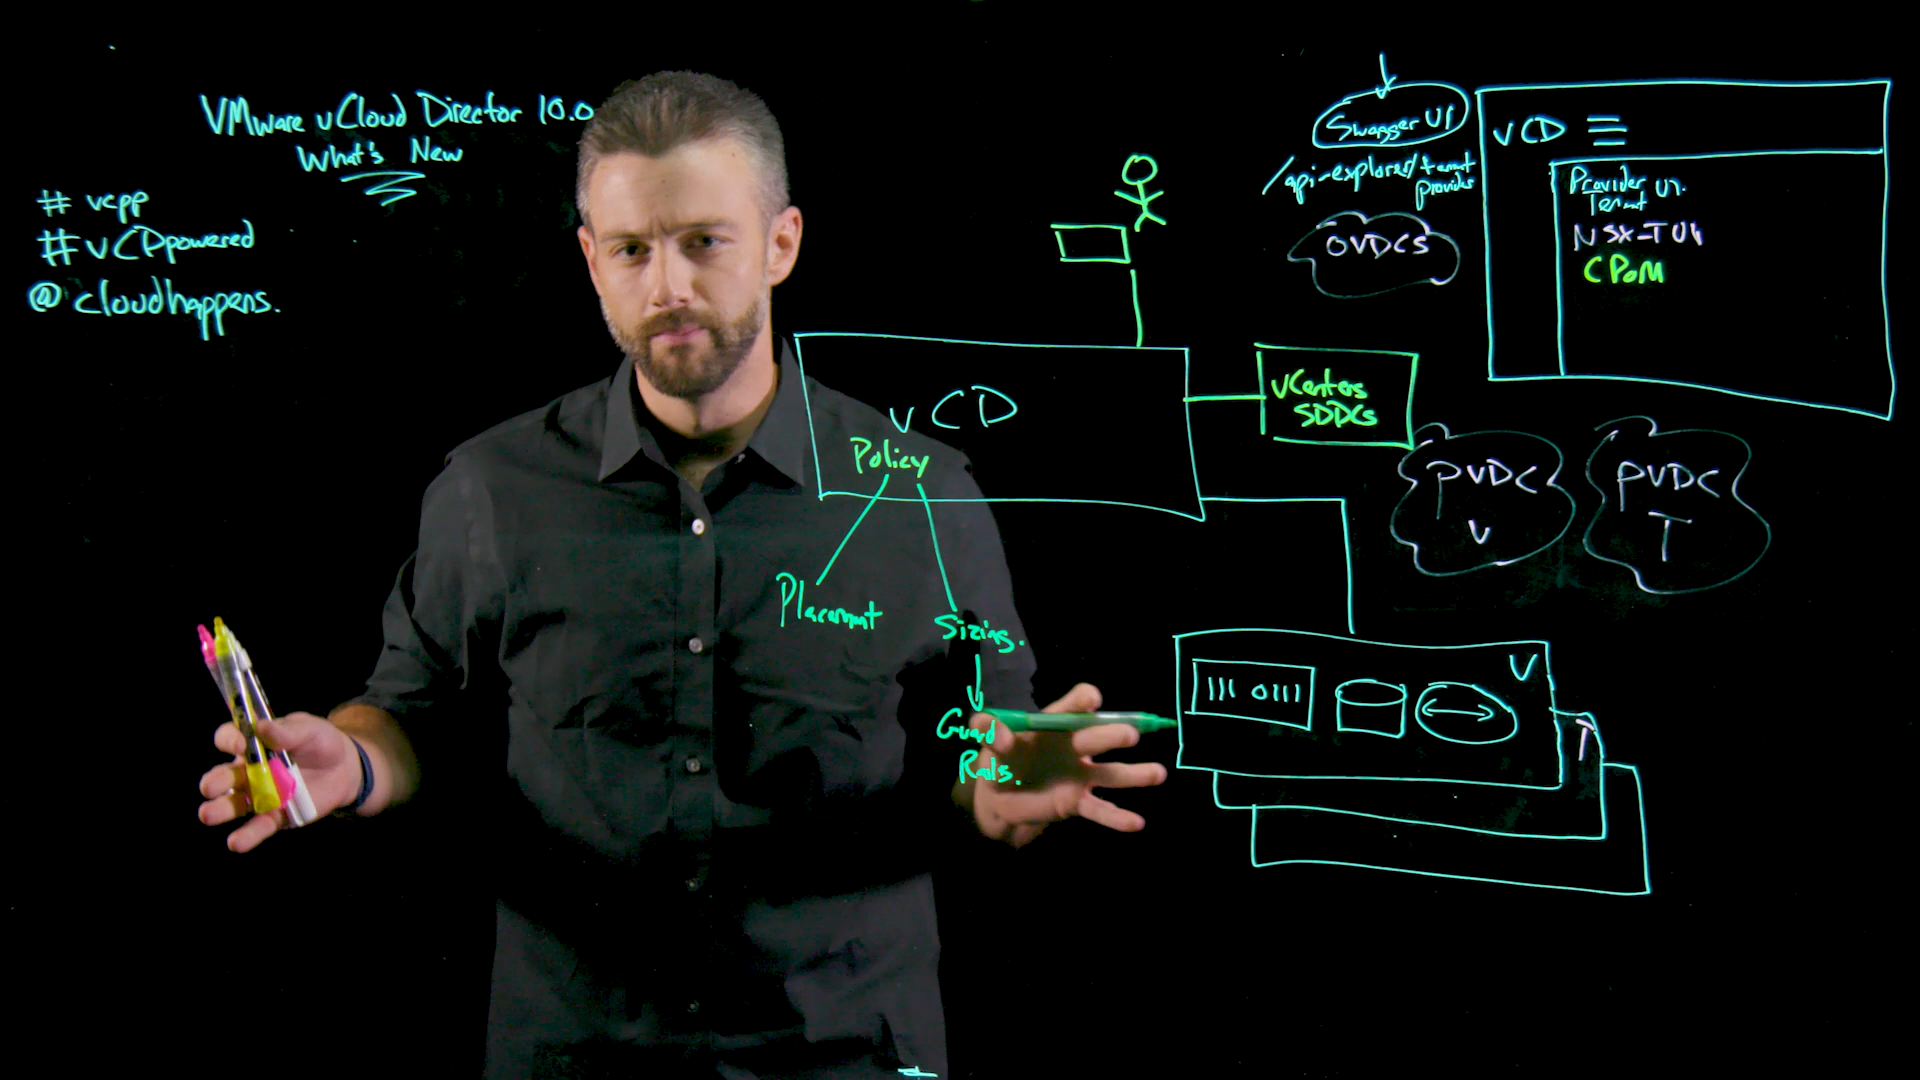 VMware vCloud Director 10.0
What's New
# vcpp
#vCDpowered
@cloudhappens.
Swagger UI
/api-explorer/tenant
provider
OVDCs
vCD
Provider UI.
Tenant
NSX-T UI
CPOM
vCD
Policy
Placement
Sizing.
Guard
Rails.
vCenters
SDDCs
PVDC
V
PVDC
T
V
T